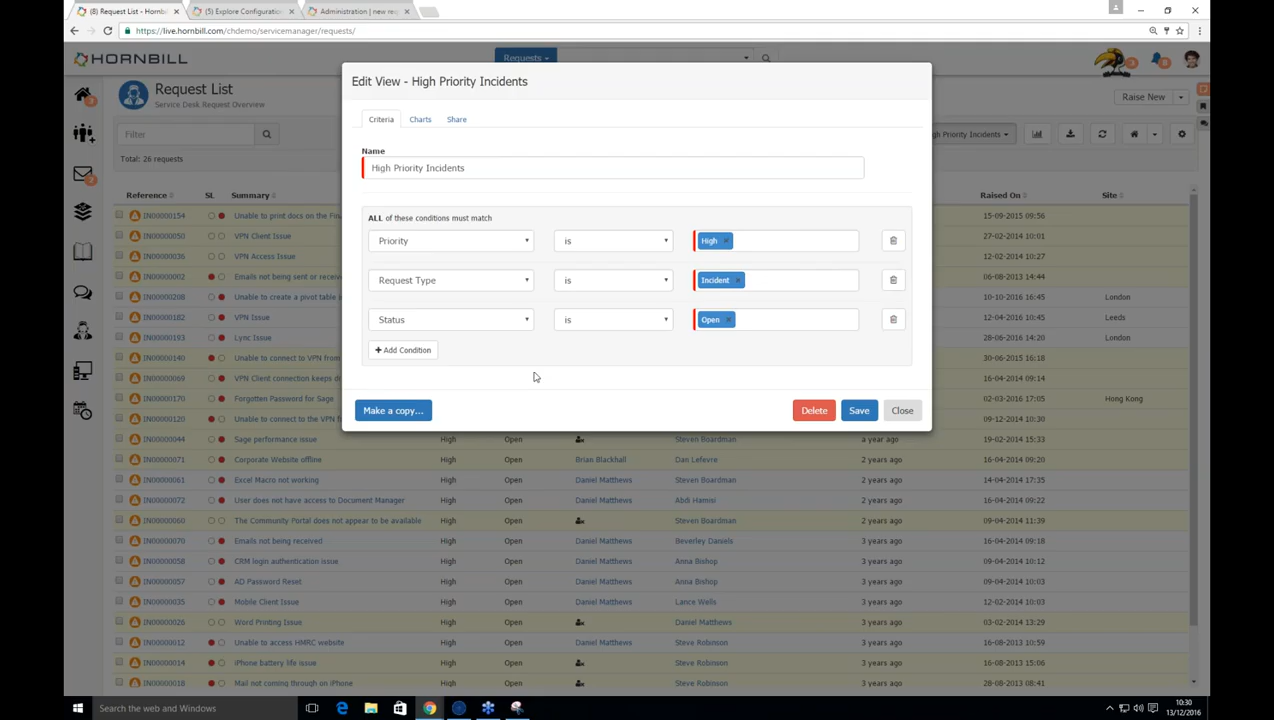 (8) Request List - Hornbill
(5) Explore Configuration
Administration | new req
https://live.hornbill.com/chdemo/servicemanager/requests/
HORNBILL
Requests
3
8
Request List
Service Desk Request Overview
Raise New
Filter
High Priority Incidents
Total: 26 requests
Edit View - High Priority Incidents
Criteria
Charts
Share
Name
High Priority Incidents
ALL of these conditions must match
Priority is High
Request Type is Incident
Status is Open
Add Condition
Make a copy...
Delete
Save
Close
Reference SL Summary Raised On Site
IN00000154 Unable to print docs on the 15-09-2015 09:56
IN00000050 VPN Client Issue 27-02-2014 10:01
IN00000036 VPN Access Issue 12-02-2014 10:27
IN00000002 Emails not being sent or 06-08-2013 14:44
IN00000208 Unable to create a pivot table 10-10-2016 16:45 London
IN00000197 VPN Issue 04-07-2016 16:45 Leeds
IN00000193 Lync Issue 28-06-2016 14:20 London
IN00000140 Unable to connect to VPN from 30-06-2015 16:18
IN00000069 VPN Client connection keeps 16-04-2014 09:14
IN00000170 Forgotten Password for Sage 02-03-2016 17:05 Hong Kong
IN00000120 Unable to connect to the VPN 09-12-2014 10:30
IN00000044 Sage performance issue High Open Steven Boardman a year ago 19-02-2014 15:33
IN00000071 Corporate Website offline High Open Brian Blackhall Dan Lefevre 2 years ago 16-04-2014 09:20
IN00000061 Excel Macro not working High Open Daniel Matthews Daniel Matthews 2 years ago 14-04-2014 17:35
IN00000072 User does not have access to Document Manager High Open Daniel Matthews Abdi Hamisi 2 years ago 16-04-2014 09:22
IN00000060 The Community Portal does not appear to be available High Open Steven Boardman 2 years ago 09-04-2014 11:39
IN00000070 Emails not being received High Open Daniel Matthews Beverley Daniels 3 years ago 16-04-2014 09:17
IN00000058 CRM login authentication issue High Open Daniel Matthews Anna Bishop 3 years ago 09-04-2014 10:12
IN00000057 AD Password Reset High Open Daniel Matthews Anna Bishop 3 years ago 09-04-2014 10:03
IN00000035 Mobile Client Issue High Open Daniel Matthews Lance Wells 3 years ago 12-02-2014 10:02
IN00000026 Word Printing Issue High Open Daniel Matthews 3 years ago 03-02-2014 13:29
IN00000012 Unable to access HMRC website High Open Daniel Matthews Steve Robinson 3 years ago 16-08-2013 10:59
IN00000014 iPhone battery life issue High Open Steve Robinson 3 years ago 16-08-2013 15:06
IN00000018 Mail not coming through on iPhone High Open Steve Robinson 3 years ago 28-08-2013 08:41
Search the web and Windows
10:30
13/12/2016